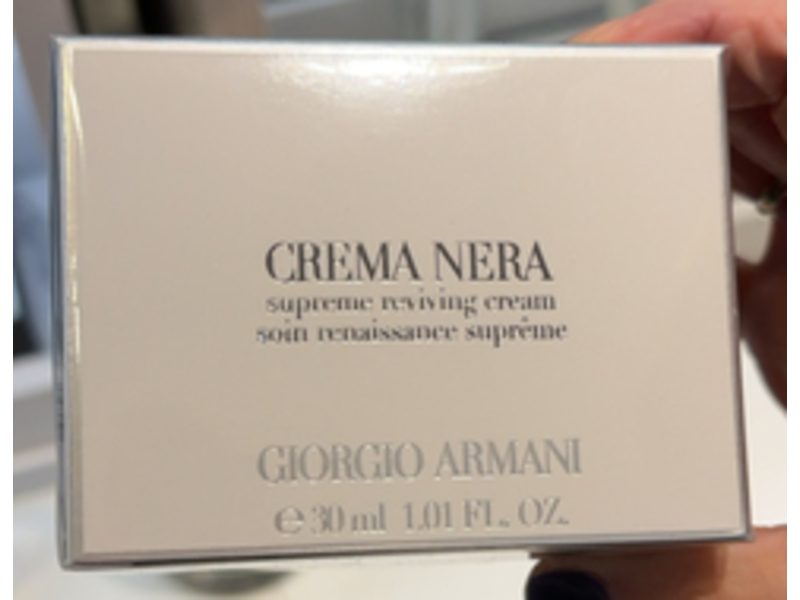 CREMA NERA
supreme reviving cream
soin renaissance suprême
GIORGIO ARMANI
℮ 30 ml 1.01 FL. OZ.